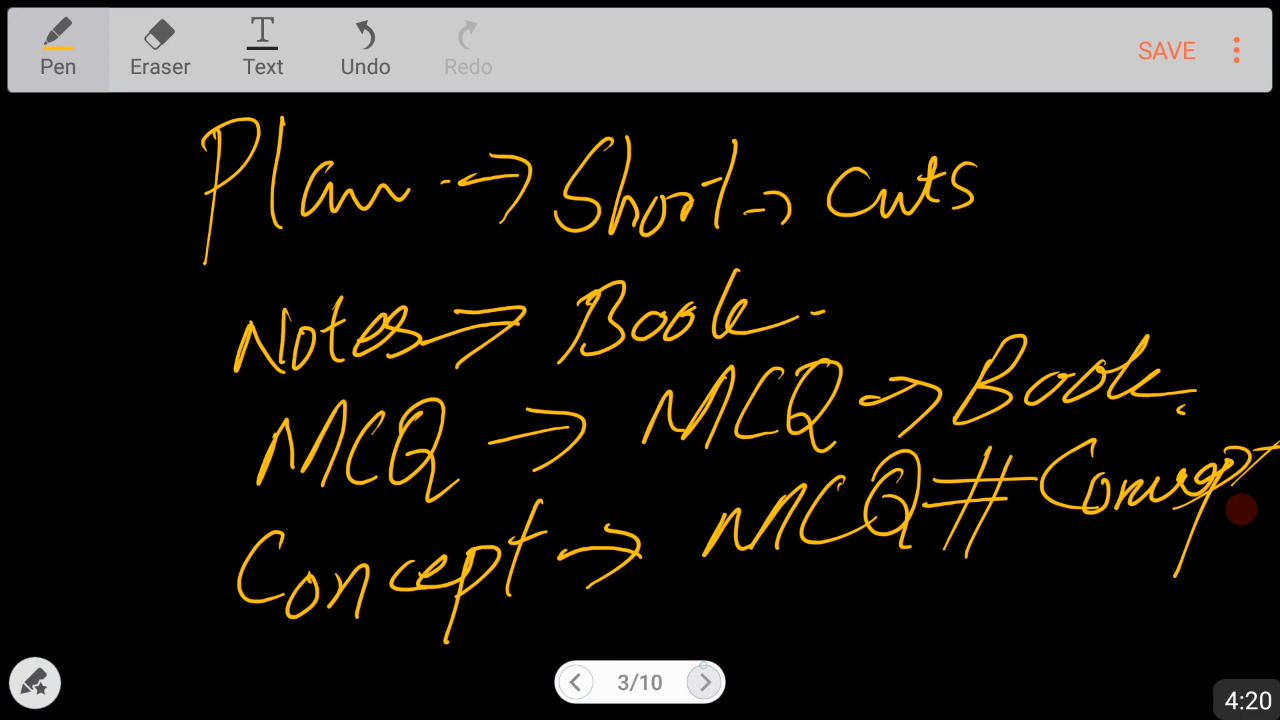 Pen Eraser Text Undo Redo SAVE
Plan → Short → cuts
Notes → Book.
MCQ → MCQ → Book.
Concept → MCQ # Concept
3/10
4:20